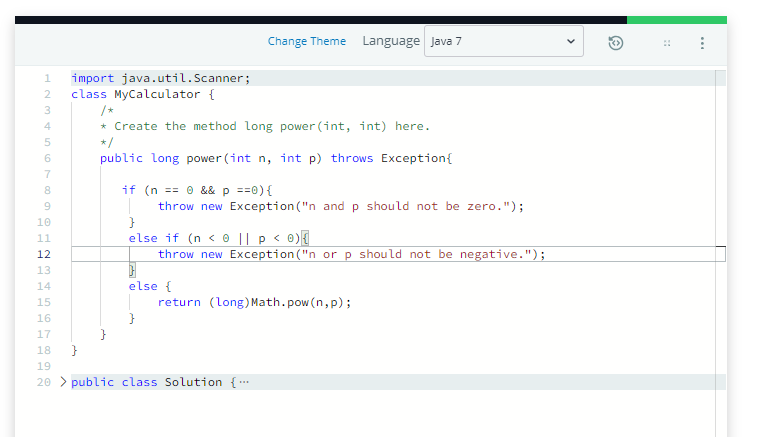 Change Theme Language Java 7
1 import java.util.Scanner;
2 class MyCalculator {
3 /*
4 * Create the method long power(int, int) here.
5 */
6 public long power(int n, int p) throws Exception{
7
8 if (n == 0 && p ==0){
9 throw new Exception("n and p should not be zero.");
10 }
11 else if (n < 0 || p < 0){
12 throw new Exception("n or p should not be negative.");
13 }
14 else {
15 return (long)Math.pow(n,p);
16 }
17 }
18 }
19
20 public class Solution {⋯